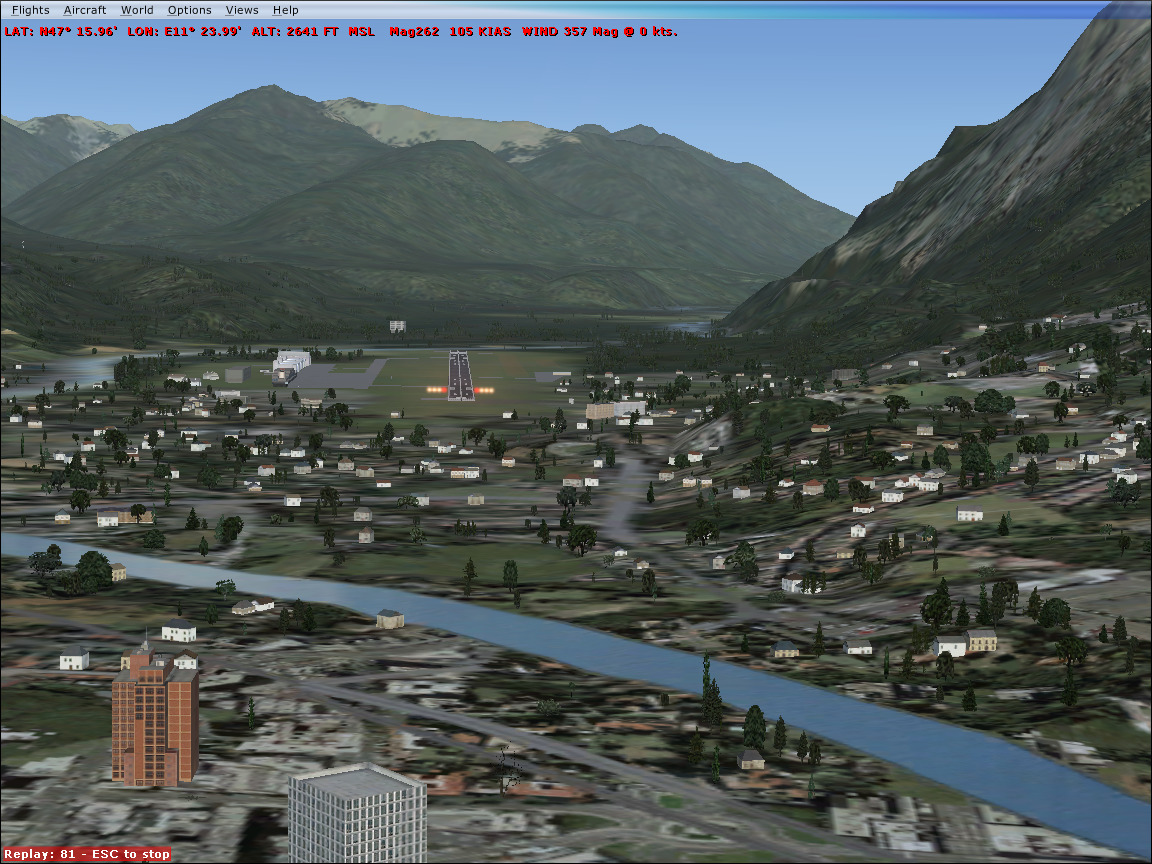 Flights Aircraft World Options Views Help
LAT: N47° 15.96' LON: E11° 23.99' ALT: 2641 FT MSL Mag262 105 KIAS WIND 357 Mag @ 0 kts.
Replay: 81 - ESC to stop